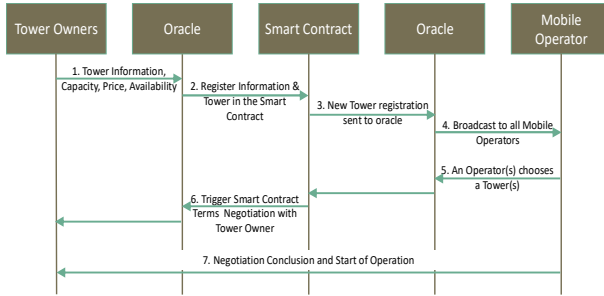 Tower Owners
Oracle
Smart Contract
Oracle
Mobile
Operator
1. Tower Information,
Capacity, Price, Availability
2. Register Information &
Tower in the Smart
Contract
3. New Tower registration
sent to oracle
4. Broadcast to all Mobile
Operators
5. An Operator(s) chooses
a Tower(s)
6. Trigger Smart Contract
Terms Negotiation with
Tower Owner
7. Negotiation Conclusion and Start of Operation